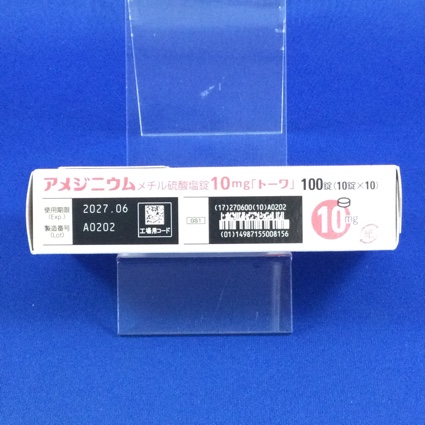 アメジニウムメチル硫酸塩錠10mg「トーワ」 100錠(10錠×10)
使用期限 (Exp.) 2027.06
製造番号 (Lot) A0202
工場用コード
G61
(17)270600(10)A0202
(01)14987155008156
10mg